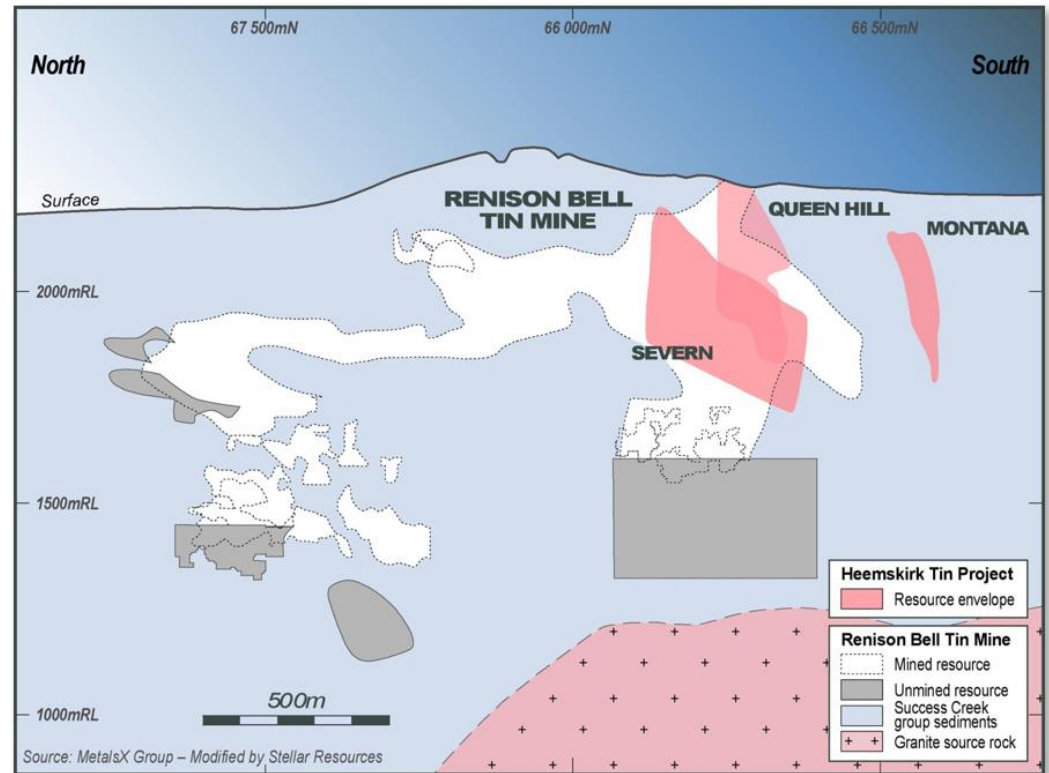 67 500mN
66 000mN
66 500mN
North
South
Surface
RENISON BELL
TIN MINE
QUEEN HILL
MONTANA
2000mRL
SEVERN
1500mRL
Heemskirk Tin Project
Resource envelope
Renison Bell Tin Mine
Mined resource
Unmined resource
Success Creek
group sediments
Granite source rock
500m
1000mRL
Source: MetalsX Group – Modified by Stellar Resources